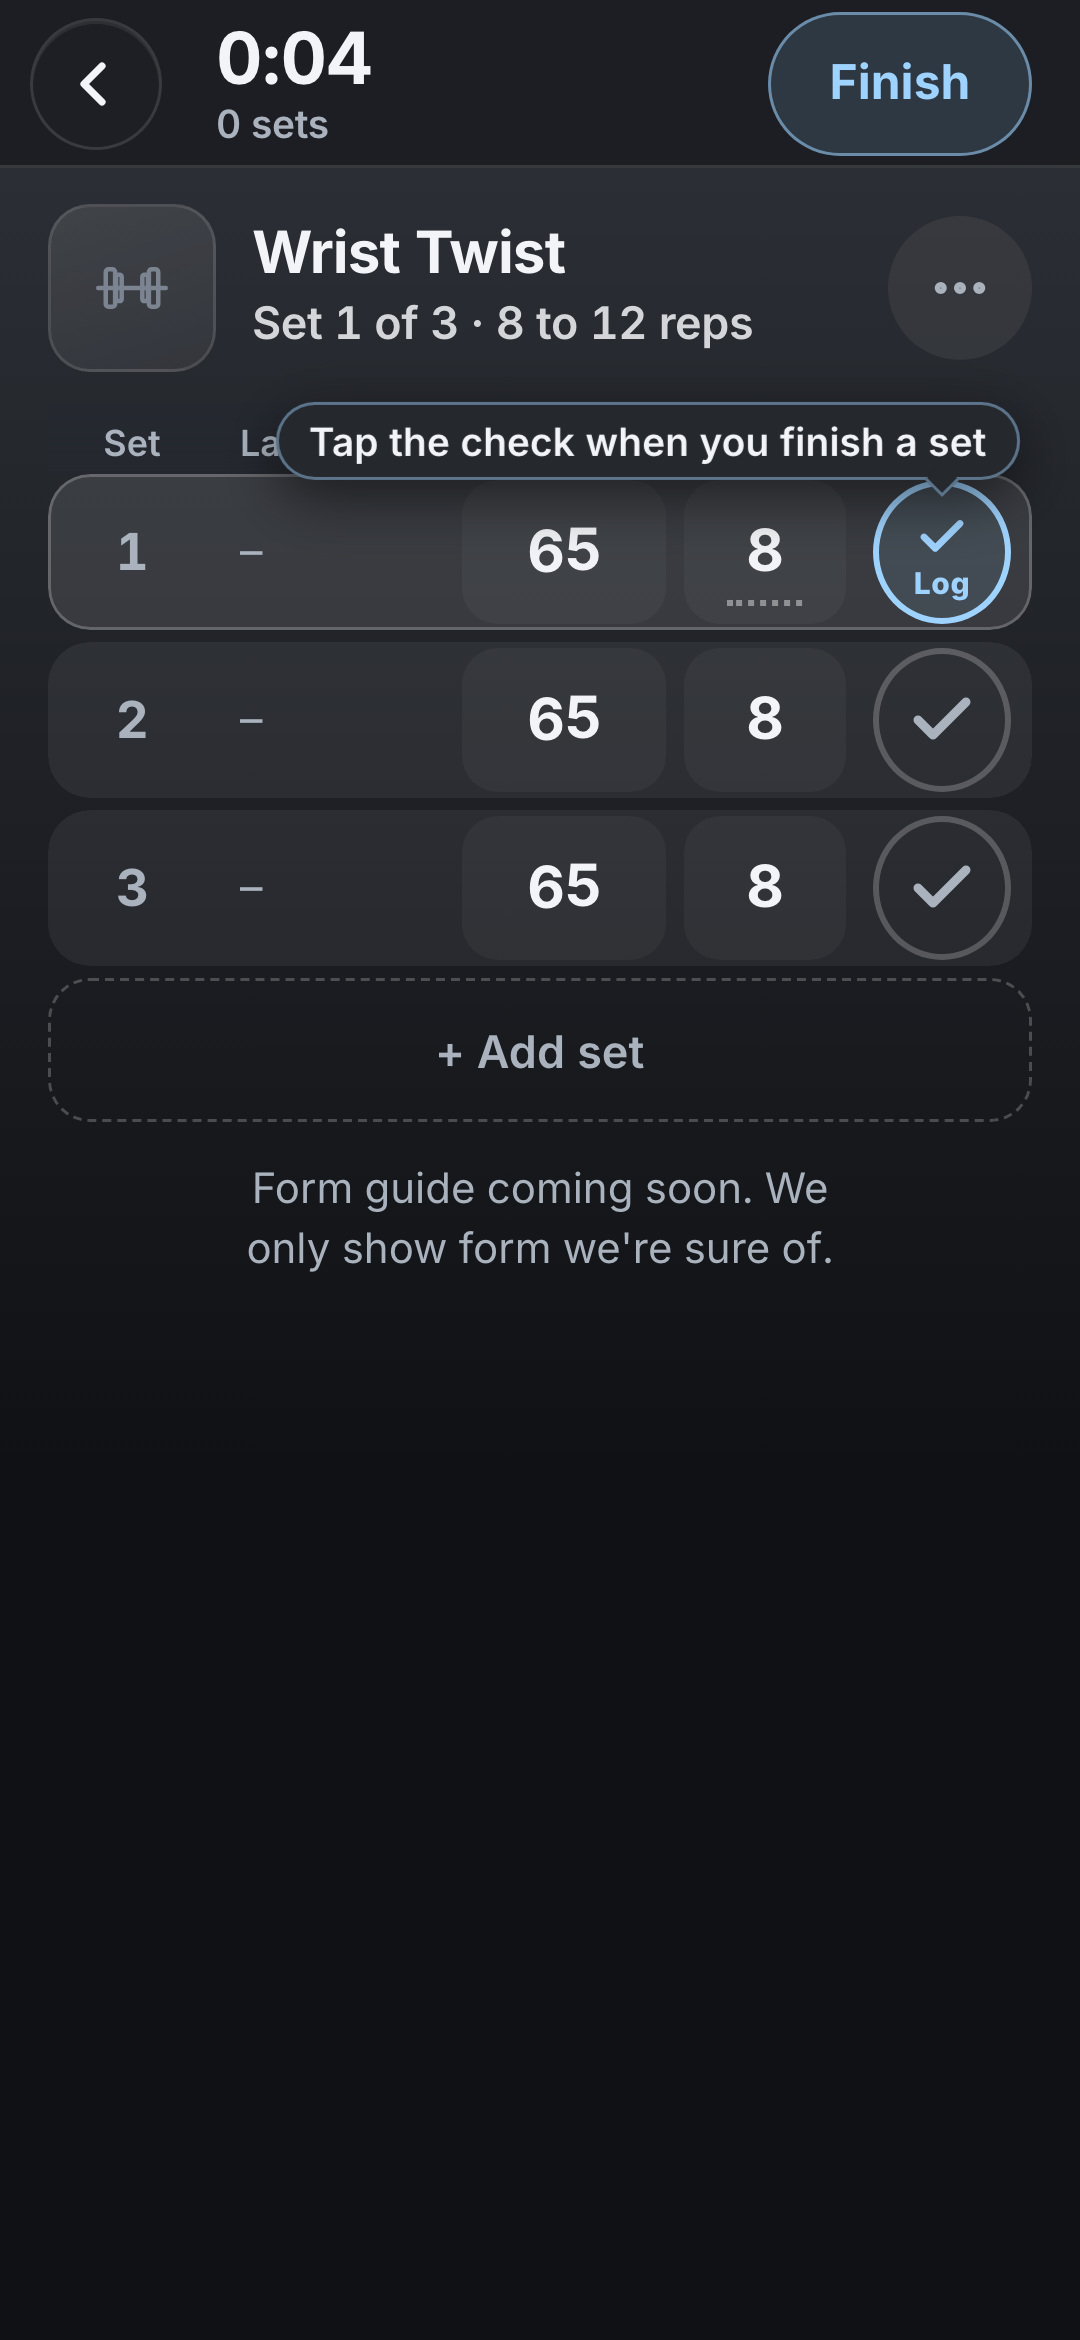 0:04
0 sets
Finish
Wrist Twist
Set 1 of 3 · 8 to 12 reps
Set
Tap the check when you finish a set
1 – 65 8
Log
2 – 65 8
3 – 65 8
+ Add set
Form guide coming soon. We
only show form we're sure of.